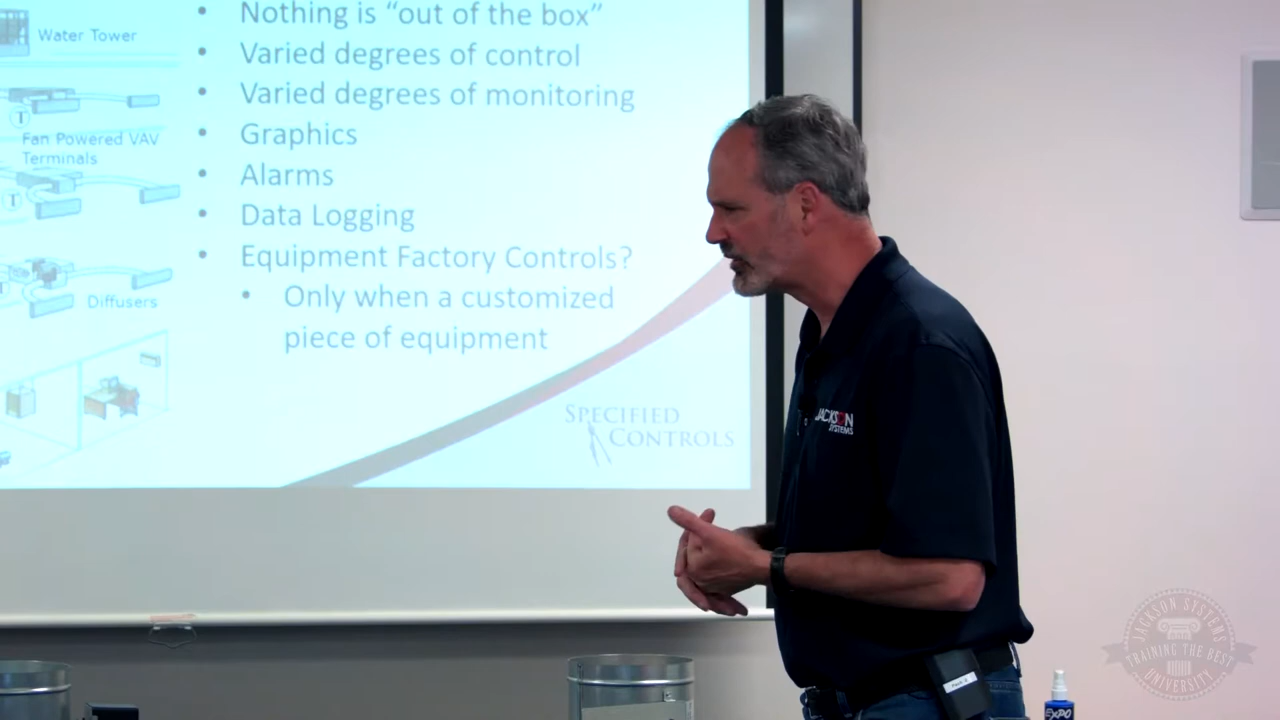 Water Tower
Fan Powered VAV
Terminals
T
T
Diffusers
• Nothing is “out of the box”
• Varied degrees of control
• Varied degrees of monitoring
• Graphics
• Alarms
• Data Logging
• Equipment Factory Controls?
• Only when a customized
piece of equipment
SPECIFIED
CONTROLS
JACKSON
SYSTEMS
EXPO
JACKSON SYSTEMS
TRAINING THE BEST
UNIVERSITY